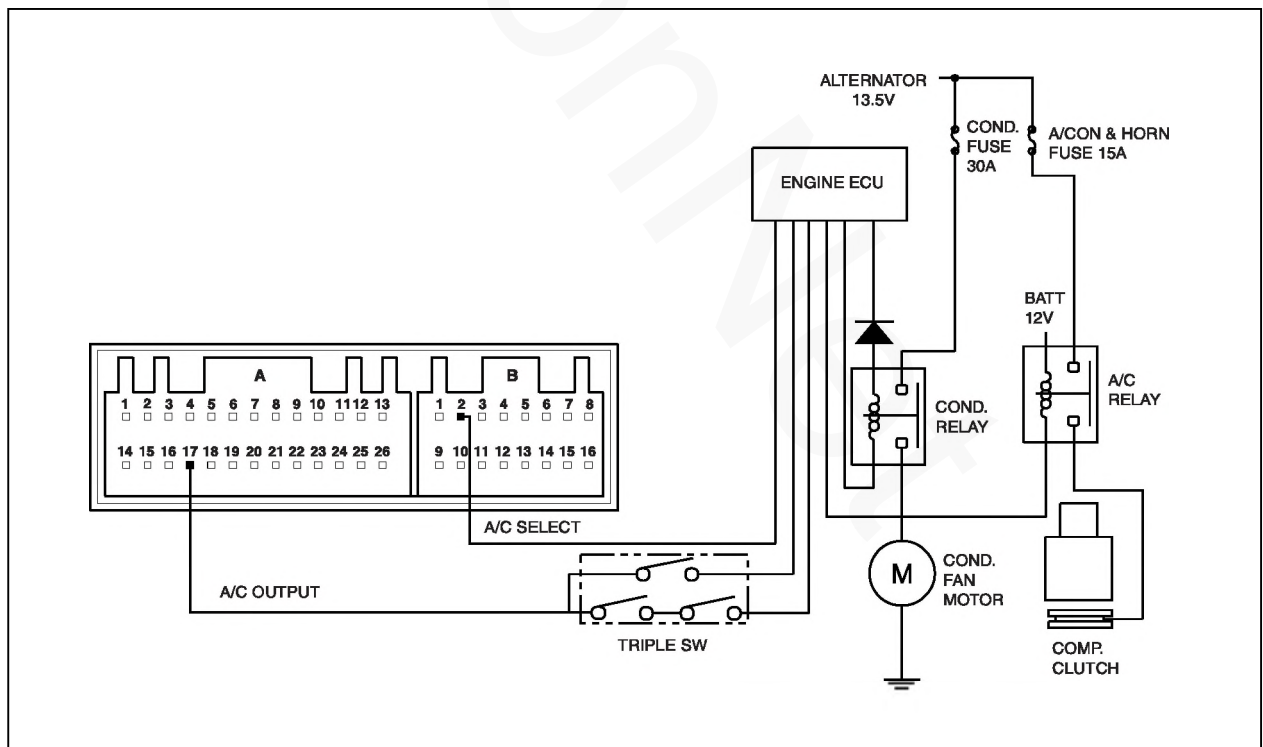 ALTERNATOR
13.5V
COND.
FUSE
30A
A/CON & HORN
FUSE 15A
ENGINE ECU
BATT
12V
A/C
RELAY
COND.
RELAY
A
B
1 2 3 4 5 6 7 8 9 10 11 12 13
1 2 3 4 5 6 7 8
14 15 16 17 18 19 20 21 22 23 24 25 26
9 10 11 12 13 14 15 16
A/C SELECT
A/C OUTPUT
TRIPLE SW
M
COND.
FAN
MOTOR
COMP.
CLUTCH